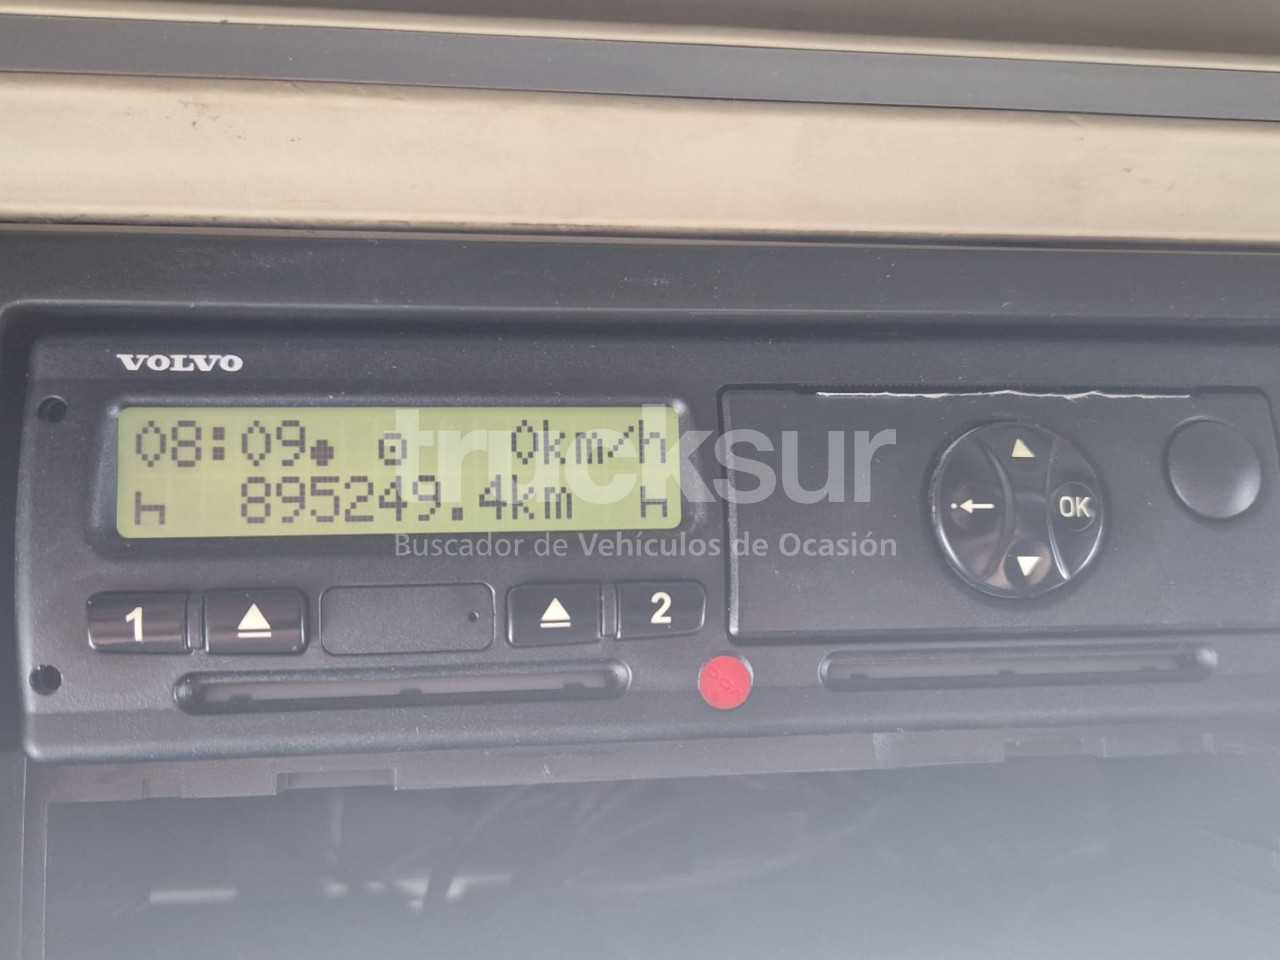 VOLVO
08:09 0km/h
895249.4km
trucksur
Buscador de Vehículos de Ocasión
1 2
OK